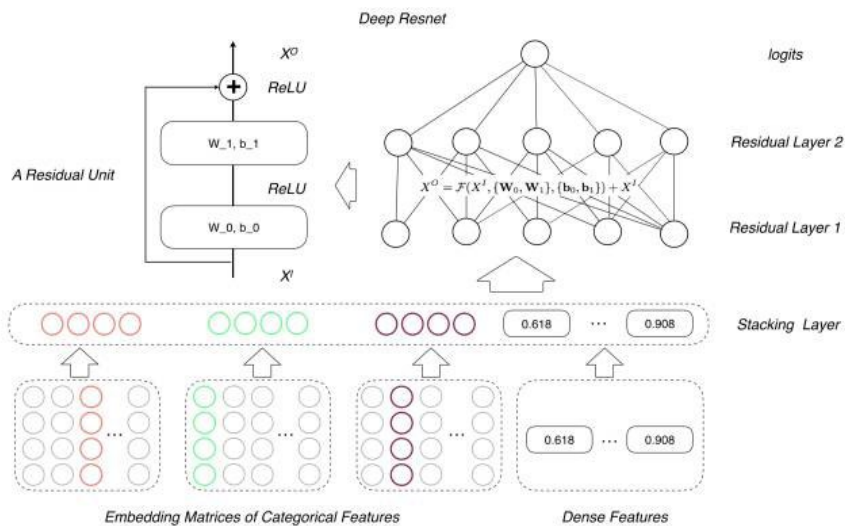 Deep Resnet
X^O
logits
ReLU
W_1, b_1
Residual Layer 2
A Residual Unit
ReLU
X^O = F(X^I, {W_0, W_1}, {b_0, b_1}) + X^I
W_0, b_0
Residual Layer 1
X^I
0.618 ... 0.908
Stacking Layer
...
...
...
0.618 ... 0.908
Embedding Matrices of Categorical Features
Dense Features